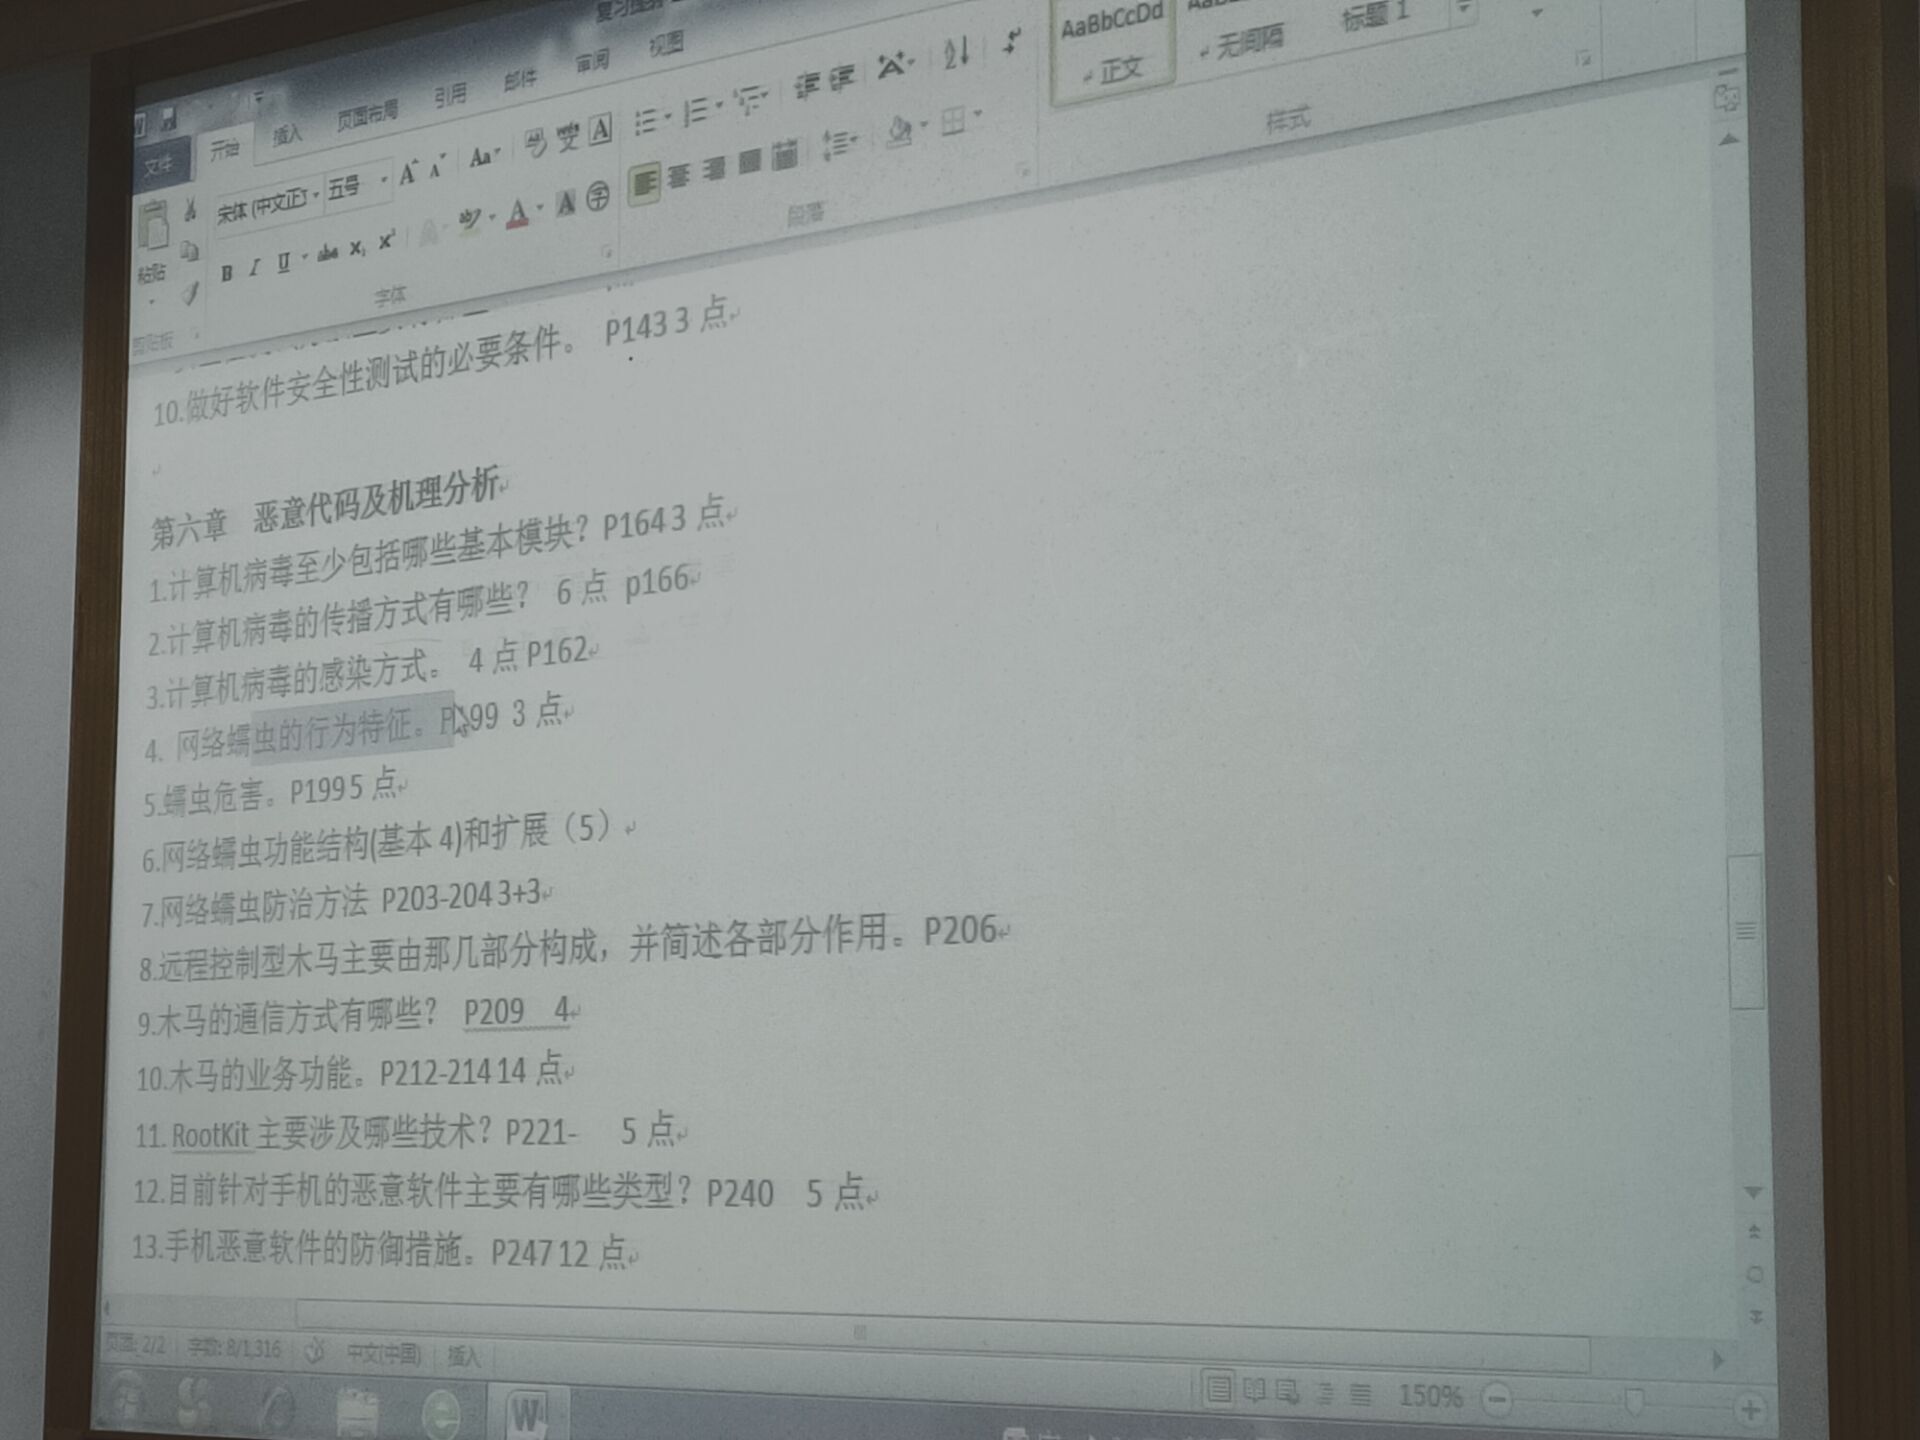 视图
审阅
邮件
引用
页面布局
插入
开始
文件
AaBbCcDd
正文
无间隔
标题 1
样式
宋体 (中文正
五号
粘贴
剪贴板
字体
段落
10.做好软件安全性测试的必要条件。 P143 3 点
第六章 恶意代码及机理分析
1.计算机病毒至少包括哪些基本模块？P164 3 点
2.计算机病毒的传播方式有哪些？ 6 点 p166
3.计算机病毒的感染方式。 4 点 P162
4. 网络蠕虫的行为特征。P199 3 点
5.蠕虫危害。P199 5 点
6.网络蠕虫功能结构(基本 4)和扩展（5）
7.网络蠕虫防治方法 P203-204 3+3
8.远程控制型木马主要由那几部分构成，并简述各部分作用。P206
9.木马的通信方式有哪些？ P209 4
10.木马的业务功能。P212-214 14 点
11. RootKit 主要涉及哪些技术？P221- 5 点
12.目前针对手机的恶意软件主要有哪些类型？P240 5 点
13.手机恶意软件的防御措施。P247 12 点
页面: 2/2 字数: 8/1,316 中文(中国) 插入
150%